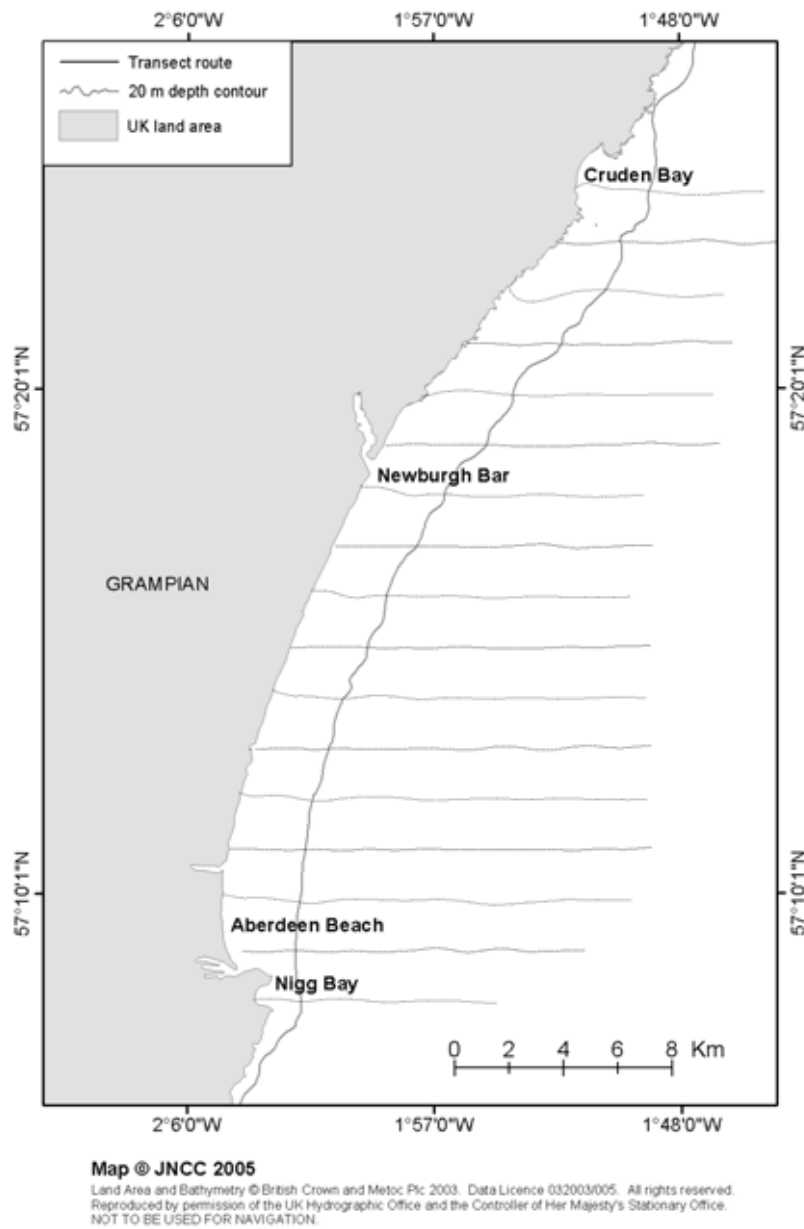 2°6'0"W 1°57'0"W 1°48'0"W
Transect route
20 m depth contour
UK land area
Cruden Bay
57°20'1"N 57°20'1"N
Newburgh Bar
GRAMPIAN
57°10'1"N 57°10'1"N
Aberdeen Beach
Nigg Bay
0 2 4 6 8 Km
2°6'0"W 1°57'0"W 1°48'0"W
Map © JNCC 2005
Land Area and Bathymetry © British Crown and Metoc Plc 2003. Data Licence 032003/005. All rights reserved.
Reproduced by permission of the UK Hydrographic Office and the Controller of Her Majesty's Stationary Office.
NOT TO BE USED FOR NAVIGATION.